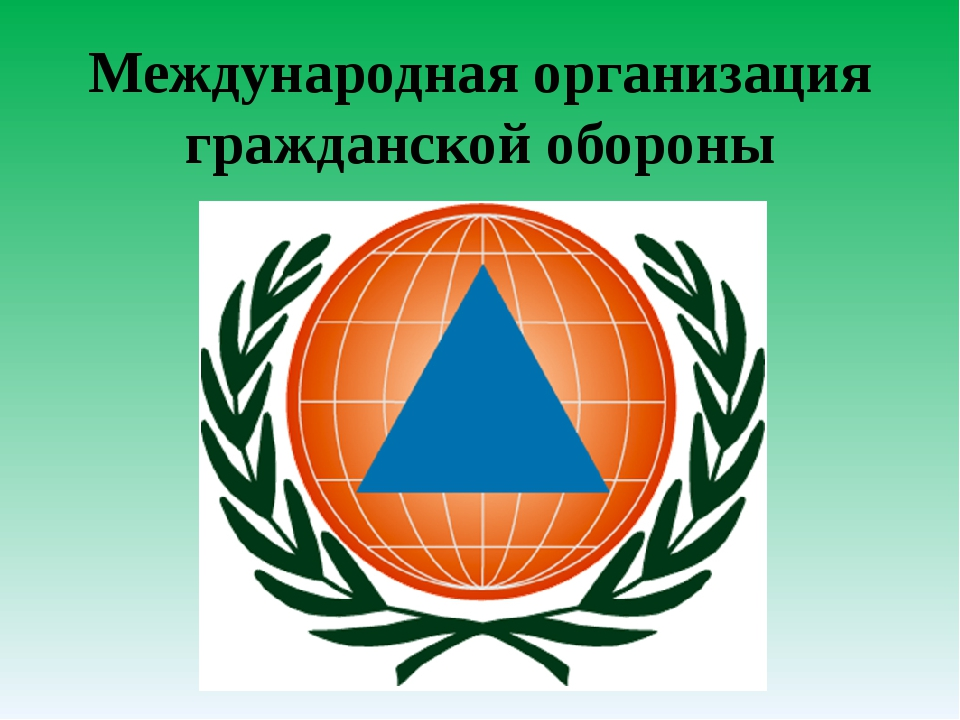 Международная организация
гражданской обороны